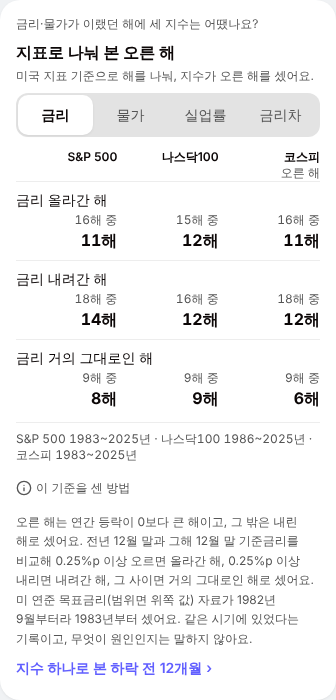 금리·물가가 이랬던 해에 세 지수는 어땠나요?
지표로 나눠 본 오른 해
미국 지표 기준으로 해를 나눠, 지수가 오른 해를 셌어요.
금리 물가 실업률 금리차
S&P 500 나스닥100 코스피
오른 해
금리 올라간 해
16해 중 15해 중 16해 중
11해 12해 11해
금리 내려간 해
18해 중 16해 중 18해 중
14해 12해 12해
금리 거의 그대로인 해
9해 중 9해 중 9해 중
8해 9해 6해
S&P 500 1983~2025년 · 나스닥100 1986~2025년 ·
코스피 1983~2025년
이 기준을 센 방법
오른 해는 연간 등락이 0보다 큰 해이고, 그 밖은 내린
해로 셌어요. 전년 12월 말과 그해 12월 말 기준금리를
비교해 0.25%p 이상 오르면 올라간 해, 0.25%p 이상
내리면 내려간 해, 그 사이면 거의 그대로인 해로 셌어요.
미 연준 목표금리(범위면 위쪽 값) 자료가 1982년
9월부터라 1983년부터 셌어요. 같은 시기에 있었다는
기록이고, 무엇이 원인인지는 말하지 않아요.
지수 하나로 본 하락 전 12개월 ›